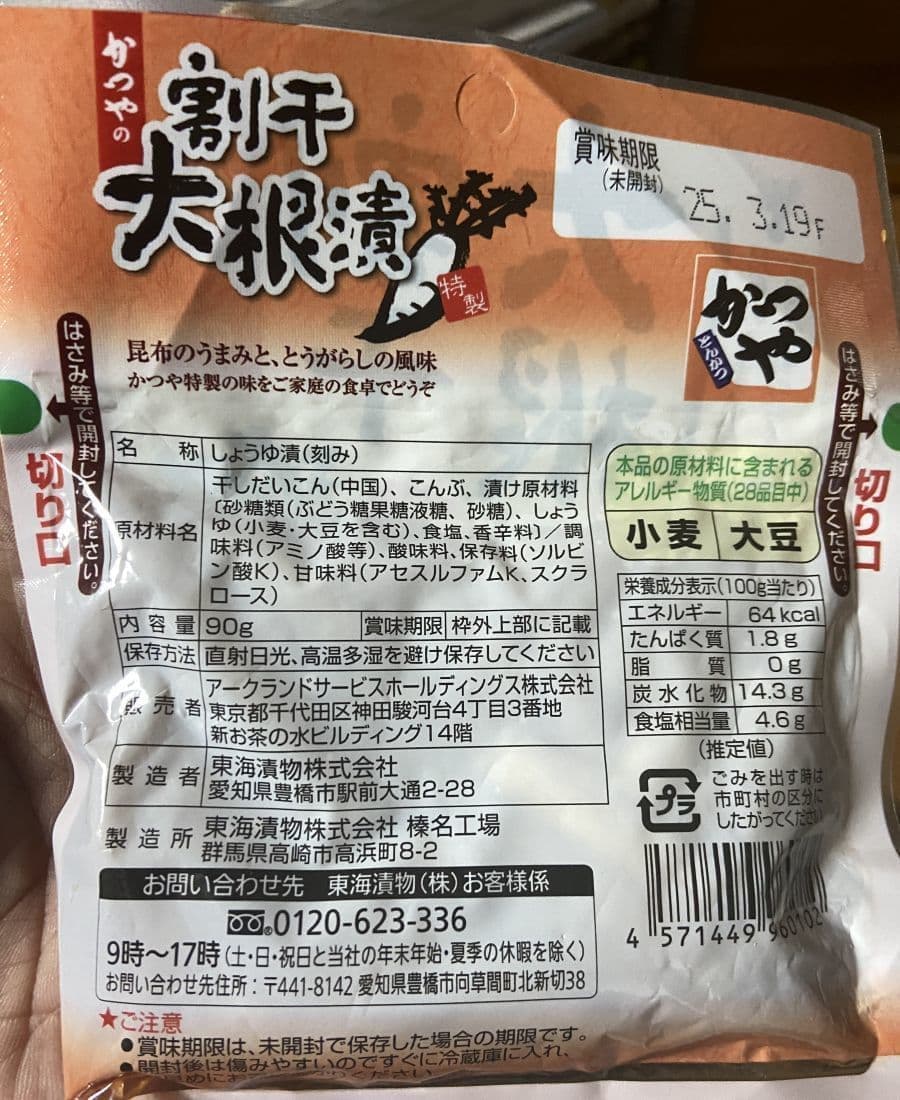 かつやの
割干
大根漬
特製
賞味期限
(未開封)
25. 3.19F
かつや
とんかつ
昆布のうまみと、とうがらしの風味
かつや特製の味をご家庭の食卓でどうぞ
はさみ等で開封してください。
切り口
はさみ等で開封してください。
切り口
名称 しょうゆ漬(刻み)
原材料名 干しだいこん(中国)、こんぶ、漬け原材料
〔砂糖類(ぶどう糖果糖液糖、砂糖)、しょう
ゆ(小麦・大豆を含む)、食塩、香辛料〕／調
味料(アミノ酸等)、酸味料、保存料(ソルビ
ン酸K)、甘味料(アセスルファムK、スクラ
ロース)
内容量 90g 賞味期限 枠外上部に記載
保存方法 直射日光、高温多湿を避け保存してください
販売者 アークランドサービスホールディングス株式会社
東京都千代田区神田駿河台4丁目3番地
新お茶の水ビルディング14階
製造者 東海漬物株式会社
愛知県豊橋市駅前大通2-28
製造所 東海漬物株式会社 榛名工場
群馬県高崎市高浜町8-2
お問い合わせ先 東海漬物(株)お客様係
0120-623-336
9時～17時(土・日・祝日と当社の年末年始・夏季の休暇を除く)
お問い合わせ先住所：〒441-8142 愛知県豊橋市向草間町北新切38
★ご注意
●賞味期限は、未開封で保存した場合の期限です。
●開封後は傷みやすいのですぐに冷蔵庫に入れ、
本品の原材料に含まれる
アレルギー物質(28品目中)
小麦 大豆
栄養成分表示(100g当たり)
エネルギー 64kcal
たんぱく質 1.8g
脂質 0g
炭水化物 14.3g
食塩相当量 4.6g
(推定値)
プラ
ごみを出す時は
市町村の区分に
したがってくださ
4 571449 960102